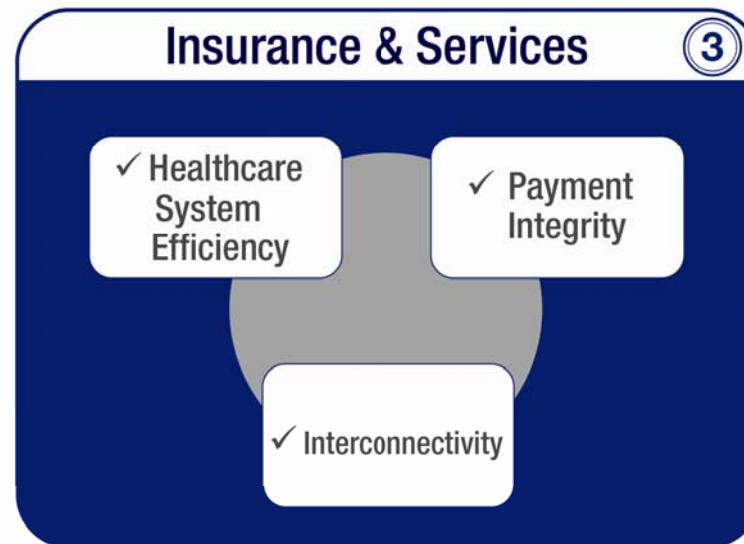 Insurance & Services
3
✓ Healthcare
System
Efficiency
✓ Payment
Integrity
✓ Interconnectivity